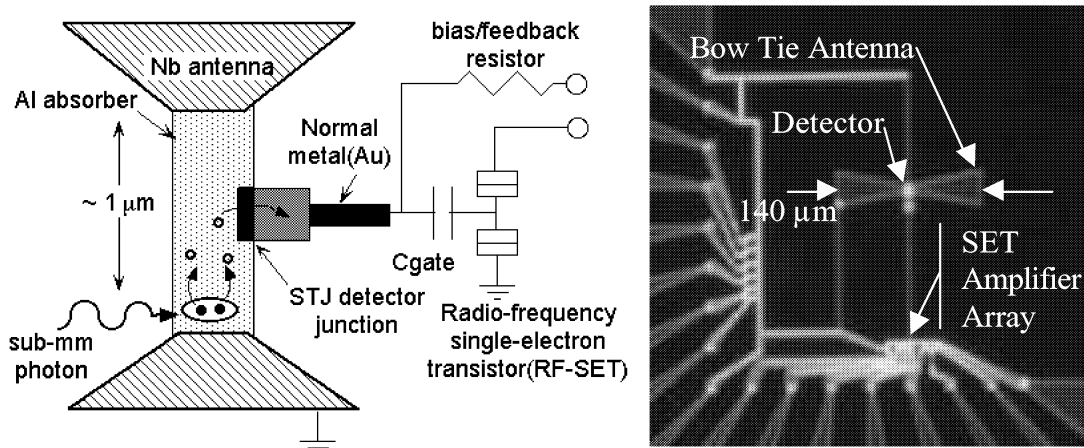 bias/feedback
resistor
Nb antenna
Al absorber
Normal
metal(Au)
~ 1 μm
Cgate
STJ detector
junction
sub-mm
photon
Radio-frequency
single-electron
transistor(RF-SET)
Bow Tie Antenna
Detector
140 μm
SET
Amplifier
Array